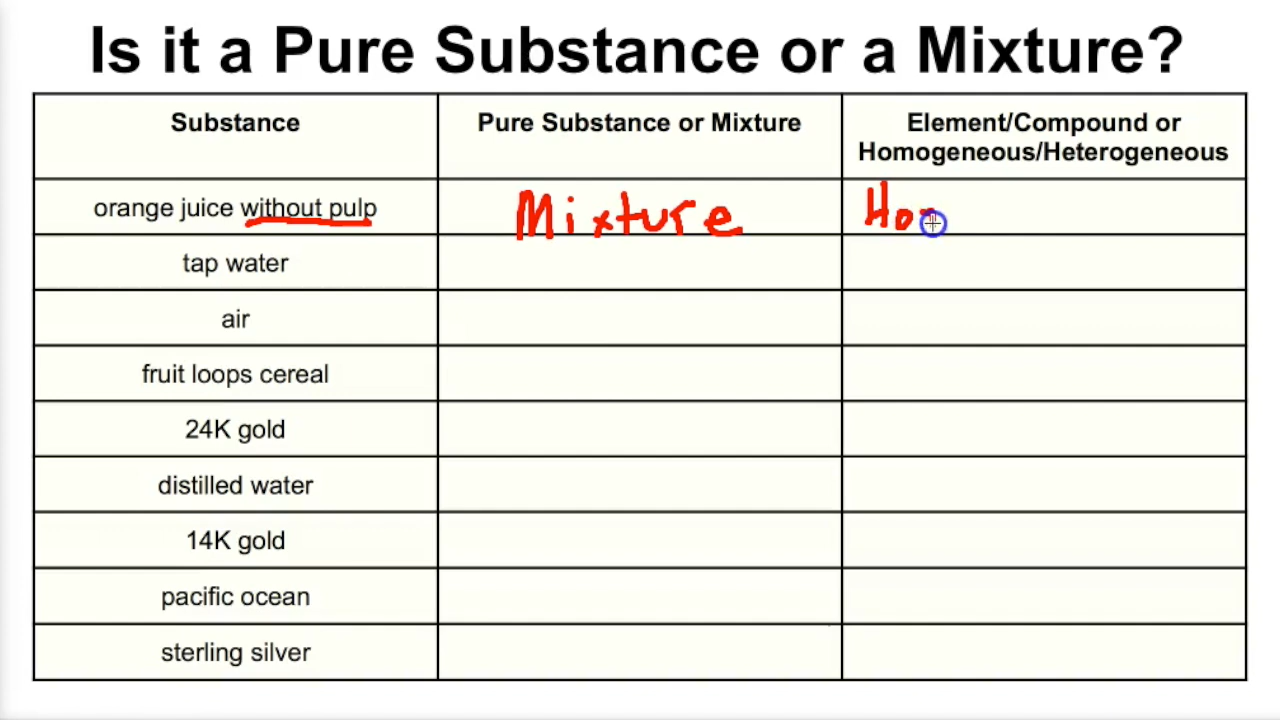 Is it a Pure Substance or a Mixture?
Substance
Pure Substance or Mixture
Element/Compound or
Homogeneous/Heterogeneous
orange juice without pulp
Mixture
tap water
air
fruit loops cereal
24K gold
distilled water
14K gold
pacific ocean
sterling silver